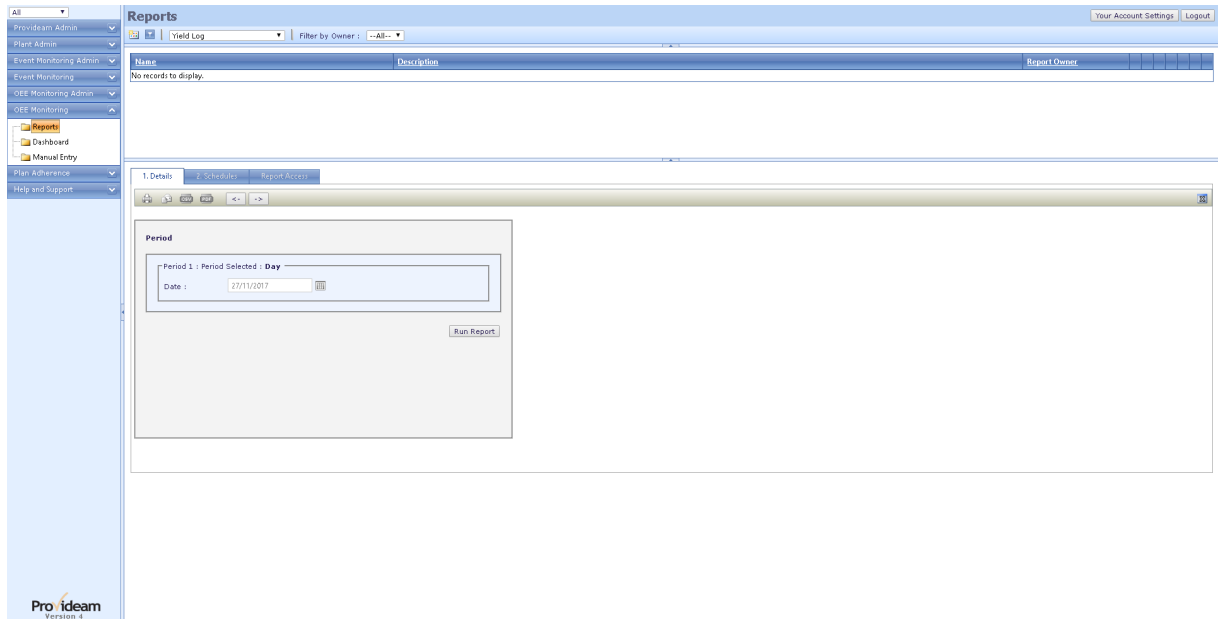 All
Provideam Admin
Plant Admin
Event Monitoring Admin
Event Monitoring
OEE Monitoring Admin
OEE Monitoring
Reports
Dashboard
Manual Entry
Plan Adherence
Help and Support
Provideam
Version 4
Reports
Your Account Settings Logout
Yield Log Filter by Owner : --All--
Name Description Report Owner
No records to display.
1. Details 2. Schedules Report Access
CSV PDF <- ->
Period
Period 1 : Period Selected : Day
Date : 27/11/2017
Run Report